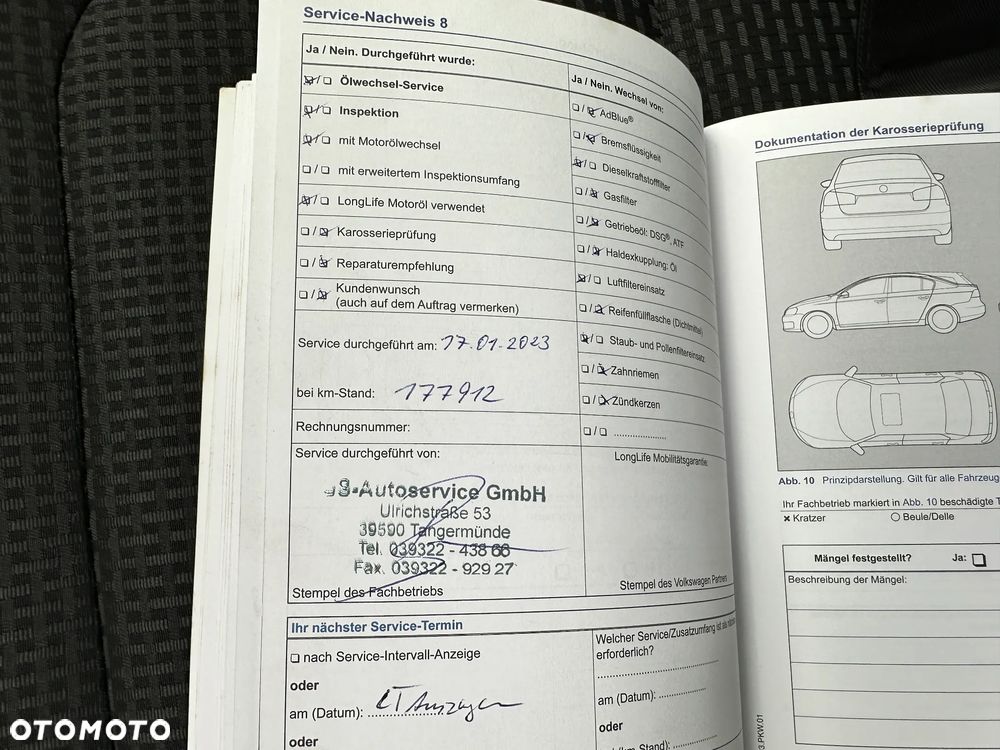 Service-Nachweis 8
Ja / Nein. Durchgeführt wurde:
Ölwechsel-Service
Inspektion
mit Motorölwechsel
mit erweitertem Inspektionsumfang
LongLife Motoröl verwendet
Karosserieprüfung
Reparaturempfehlung
Kundenwunsch
(auch auf dem Auftrag vermerken)
Service durchgeführt am: 17.01.2023
bei km-Stand: 177912
Rechnungsnummer:
Service durchgeführt von:
-Autoservice GmbH
Ulrichstraße 53
39590 Tangermünde
Tel. 039322 - 438 66
Fax. 039322 - 929 27
Stempel des Fachbetriebs
Ja / Nein. Wechsel von:
AdBlue®
Bremsflüssigkeit
Dieselkraftstofffilter
Gasfilter
Getriebeöl: DSG®, ATF
Haldexkupplung: Öl
Luftfiltereinsatz
Reifenfüllflasche (Dichtmittel)
Staub- und Pollenfiltereinsatz
Zahnriemen
Zündkerzen
....................
LongLife Mobilitätsgarantie:
Stempel des Volkswagen Partners
Ihr nächster Service-Termin
nach Service-Intervall-Anzeige
oder
am (Datum):
oder
Welcher Service/Zusatzumfang ist
erforderlich?
am (Datum): ..............
oder
km-Stand):
Dokumentation der Karosserieprüfung
Abb. 10 Prinzipdarstellung. Gilt für alle Fahrzeug
Ihr Fachbetrieb markiert in Abb. 10 beschädigte T
x Kratzer
Beule/Delle
Mängel festgestellt? Ja:
Beschreibung der Mängel:
3.PKW.01
OTOMOTO